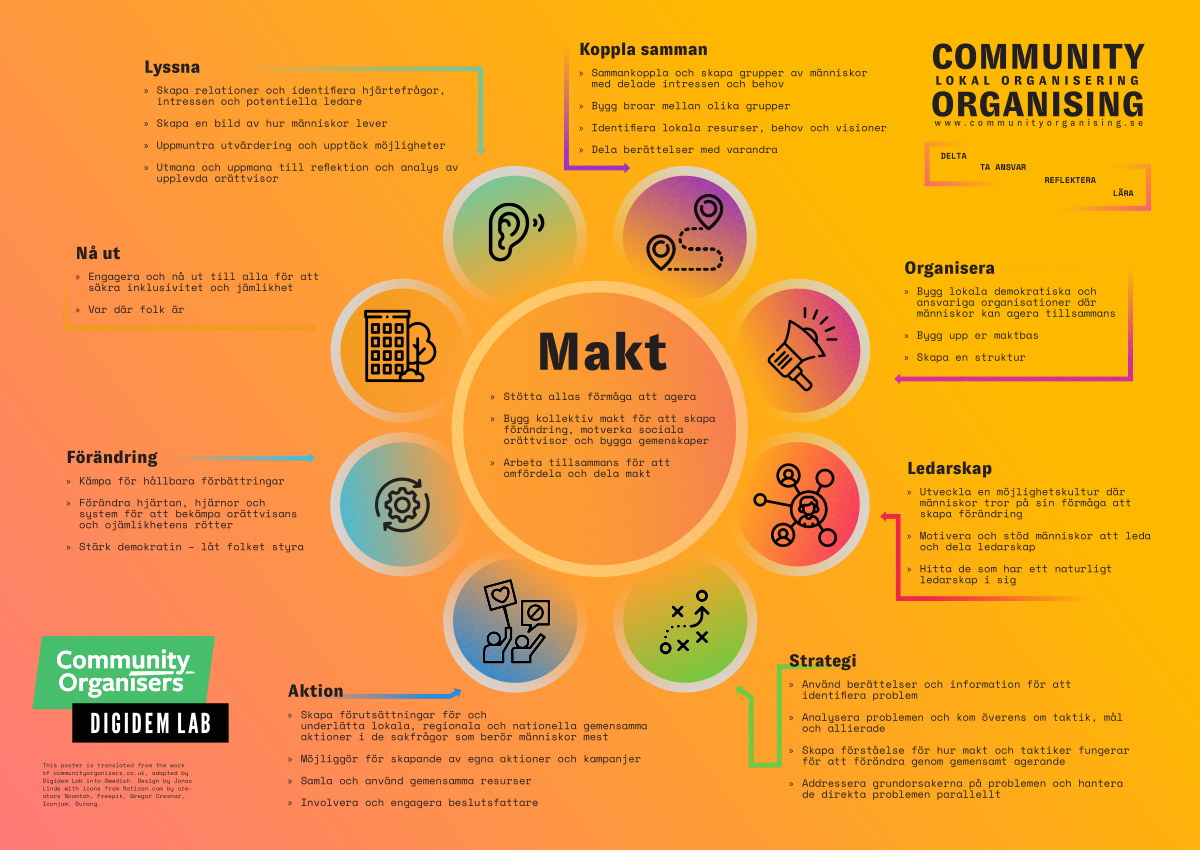 Lyssna
» Skapa relationer och identifiera hjärtefrågor,
intressen och potentiella ledare
» Skapa en bild av hur människor lever
» Uppmuntra utvärdering och upptäck möjligheter
» Utmana och uppmana till reflektion och analys av
upplevda orättvisor
Koppla samman
» Sammankoppla och skapa grupper av människor
med delade intressen och behov
» Bygg broar mellan olika grupper
» Identifiera lokala resurser, behov och visioner
» Dela berättelser med varandra
COMMUNITY
LOKAL ORGANISERING
ORGANISING
www.communityorganising.se
DELTA
TA ANSVAR
REFLEKTERA
LÄRA
Nå ut
» Engagera och nå ut till alla för att
säkra inklusivitet och jämlikhet
» Var där folk är
Organisera
» Bygg lokala demokratiska och
ansvariga organisationer där
människor kan agera tillsammans
» Bygg upp er maktbas
» Skapa en struktur
Makt
» Stötta allas förmåga att agera
» Bygg kollektiv makt för att skapa
förändring, motverka sociala
orättvisor och bygga gemenskaper
» Arbeta tillsammans för att
omfördela och dela makt
Förändring
» Kämpa för hållbara förbättringar
» Förändra hjärtan, hjärnor och
system för att bekämpa orättvisans
och ojämlikhetens rötter
» Stärk demokratin – låt folket styra
Ledarskap
» Utveckla en möjlighetskultur där
människor tror på sin förmåga att
skapa förändring
» Motivera och stöd människor att leda
och dela ledarskap
» Hitta de som har ett naturligt
ledarskap i sig
Aktion
» Skapa förutsättningar för och
underlätta lokala, regionala och nationella gemensamma
aktioner i de sakfrågor som berör människor mest
» Möjliggör för skapande av egna aktioner och kampanjer
» Samla och använd gemensamma resurser
» Involvera och engagera beslutsfattare
Strategi
» Använd berättelser och information för att
identifiera problem
» Analysera problemen och kom överens om taktik, mål
och allierade
» Skapa förståelse för hur makt och taktiker fungerar
för att förändra genom gemensamt agerande
» Addressera grundorsakerna på problemen och hantera
de direkta problemen parallellt
Community
Organisers
DIGIDEM LAB
This poster is translated from the work
of communityorganisers.co.uk, adapted by
Digidem Lab into Swedish. Design by Jonas
Linde with icons from flaticon.com by cre-
ators Noomtah, Freepik, Gregor Cresnar,
Iconjam, Surang.